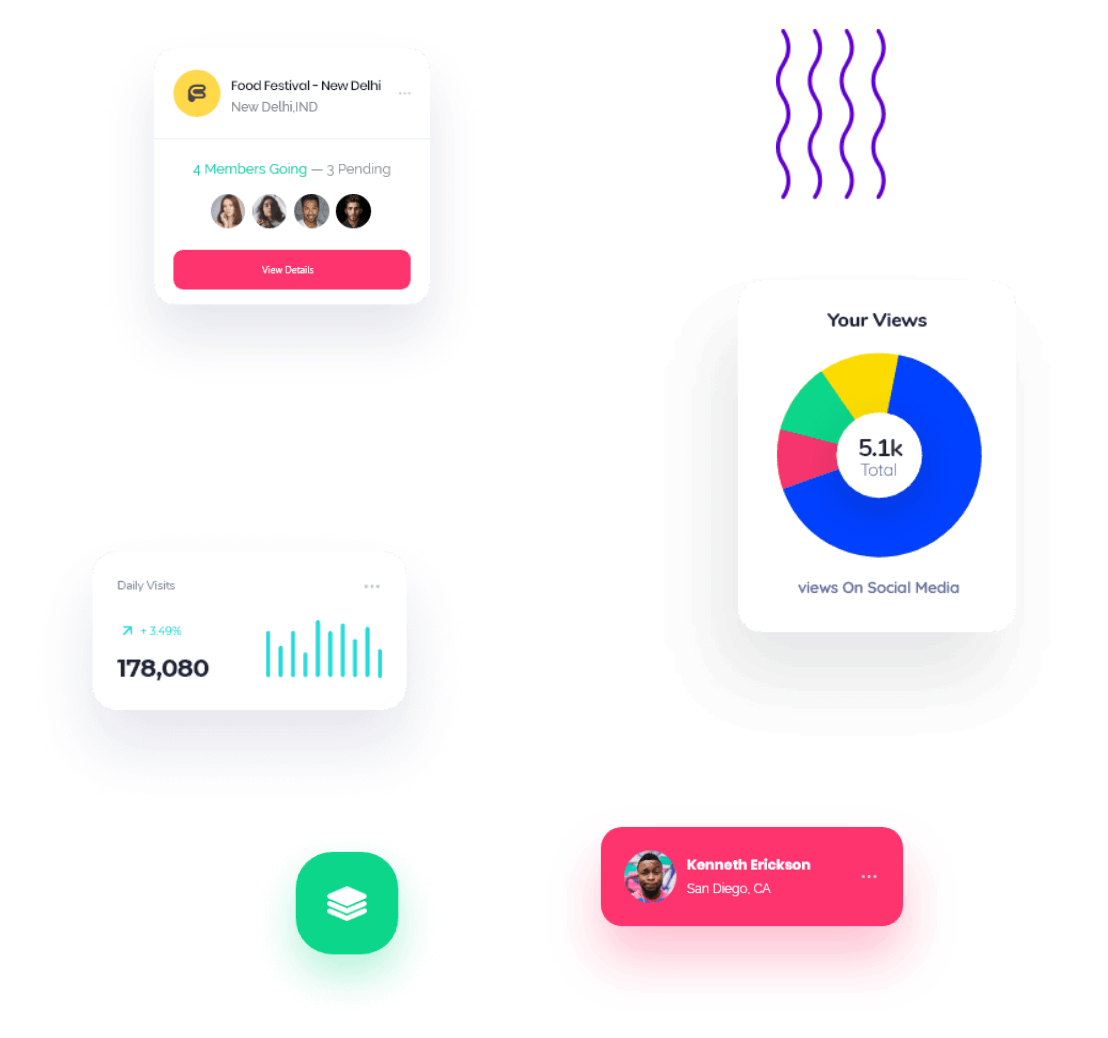 Food Festival - New Delhi
New Delhi,IND
4 Members Going — 3 Pending
View Details
Your Views
5.1k
Total
views On Social Media
Daily Visits
+ 3.49%
178,080
Kenneth Erickson
San Diego, CA